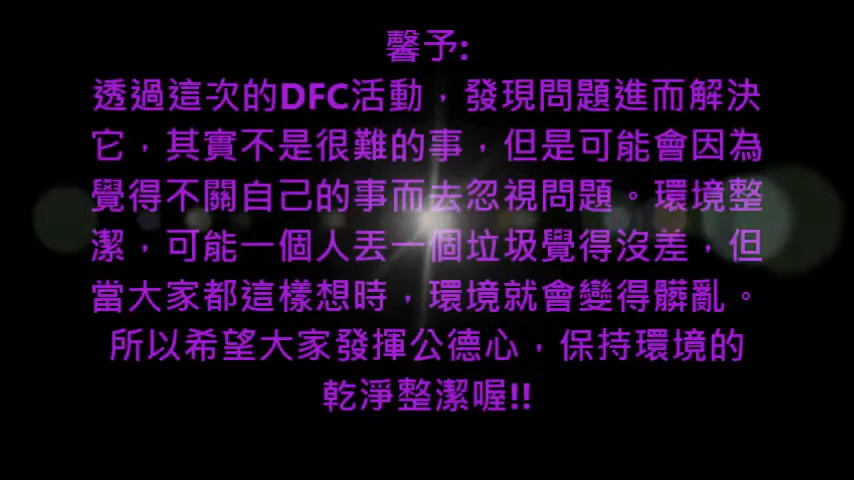 馨予:
透過這次的DFC活動，發現問題進而解決
它，其實不是很難的事，但是可能會因為
覺得不關自己的事而去忽視問題。環境整
潔，可能一個人丟一個垃圾覺得沒差，但
當大家都這樣想時，環境就會變得髒亂。
所以希望大家發揮公德心，保持環境的
乾淨整潔喔!!